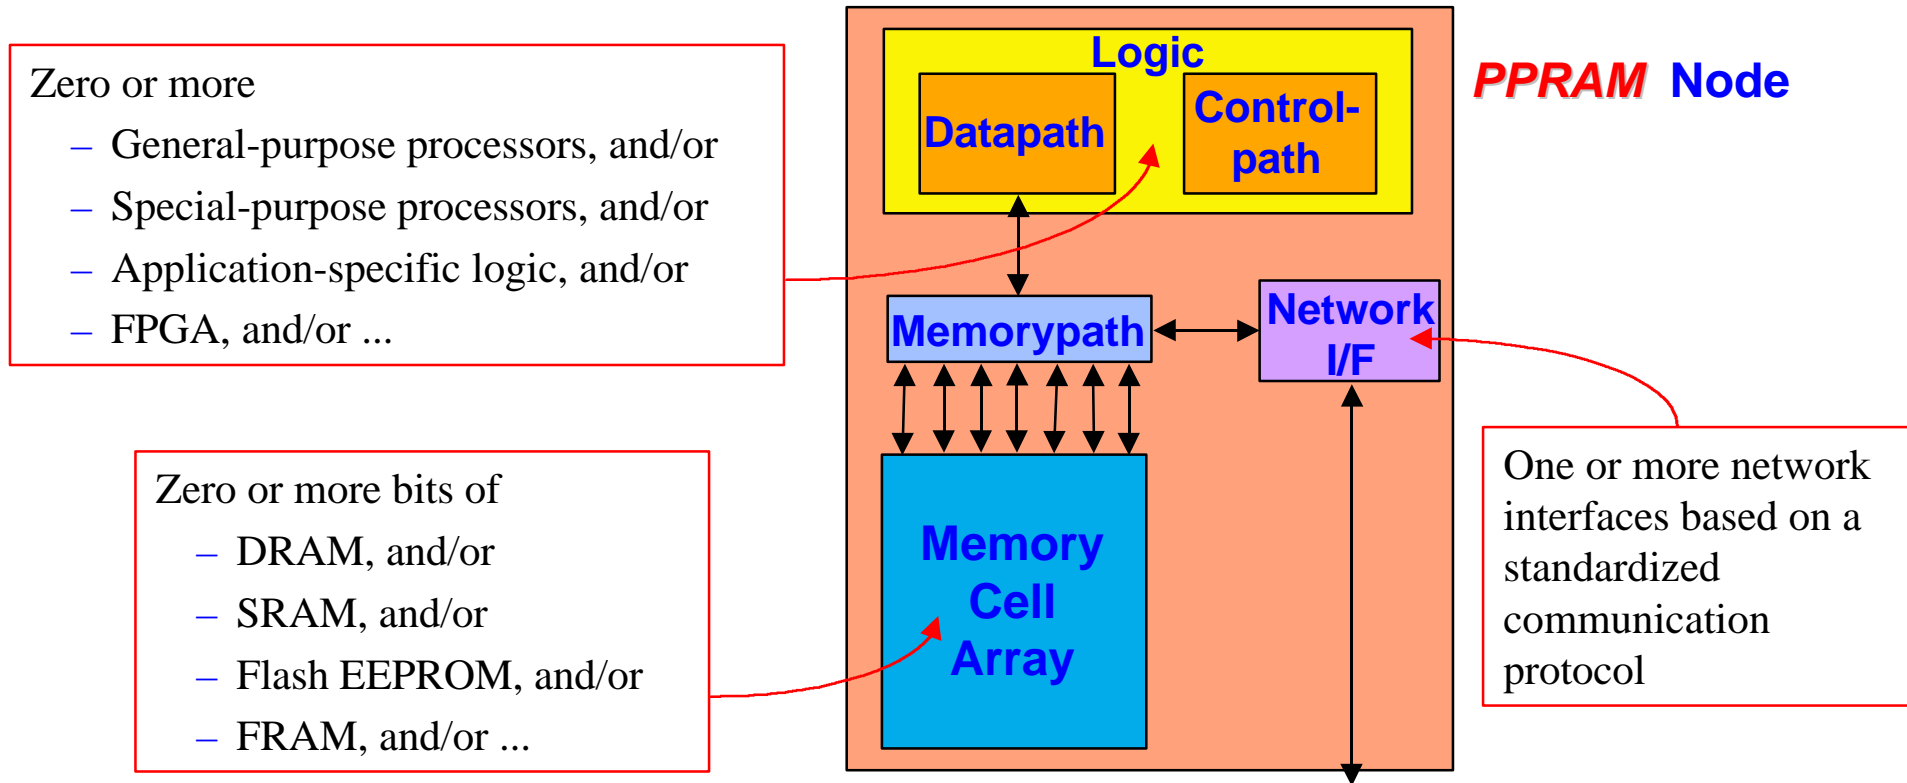 Zero or more
– General-purpose processors, and/or
– Special-purpose processors, and/or
– Application-specific logic, and/or
– FPGA, and/or ...
Zero or more bits of
– DRAM, and/or
– SRAM, and/or
– Flash EEPROM, and/or
– FRAM, and/or ...
Logic
Datapath
Control-
path
Memorypath
Network
I/F
Memory
Cell
Array
PPRAM Node
One or more network
interfaces based on a
standardized
communication
protocol